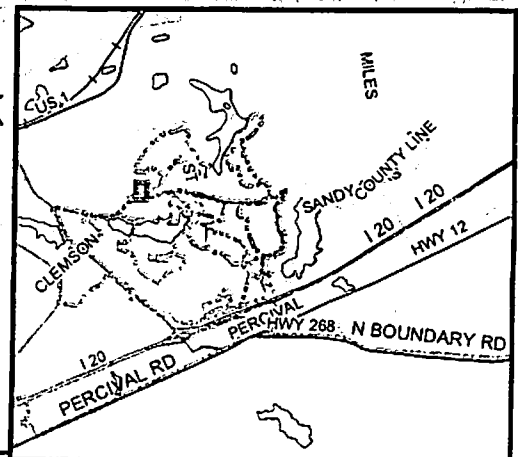 US 1
MILES
ST
SANDY COUNTY LINE
CLEMSON
I 20 I 20
HWY 12
PERCIVAL
HWY 268 N BOUNDARY RD
I 20
PERCIVAL RD